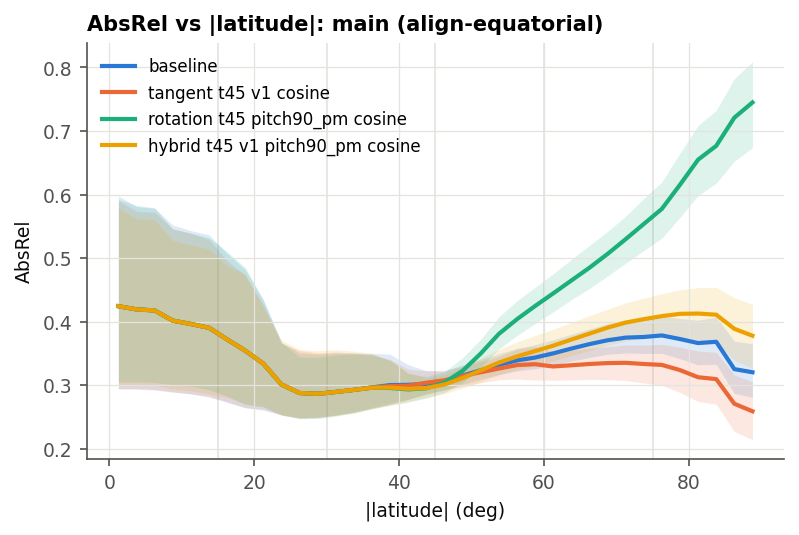 AbsRel vs |latitude|: main (align-equatorial)
baseline
tangent t45 v1 cosine
rotation t45 pitch90_pm cosine
hybrid t45 v1 pitch90_pm cosine
AbsRel
0.8
0.7
0.6
0.5
0.4
0.3
0.2
0 20 40 60 80
|latitude| (deg)